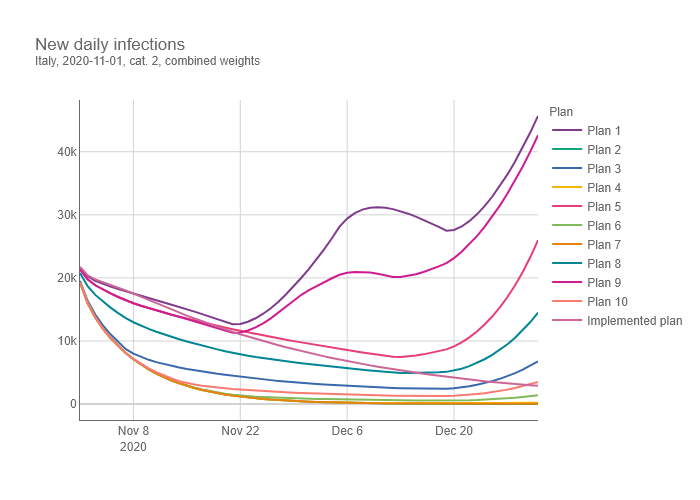 New daily infections
Italy, 2020-11-01, cat. 2, combined weights
Plan
Plan 1
Plan 2
Plan 3
Plan 4
Plan 5
Plan 6
Plan 7
Plan 8
Plan 9
Plan 10
Implemented plan
40k
30k
20k
10k
0
Nov 8
2020
Nov 22
Dec 6
Dec 20